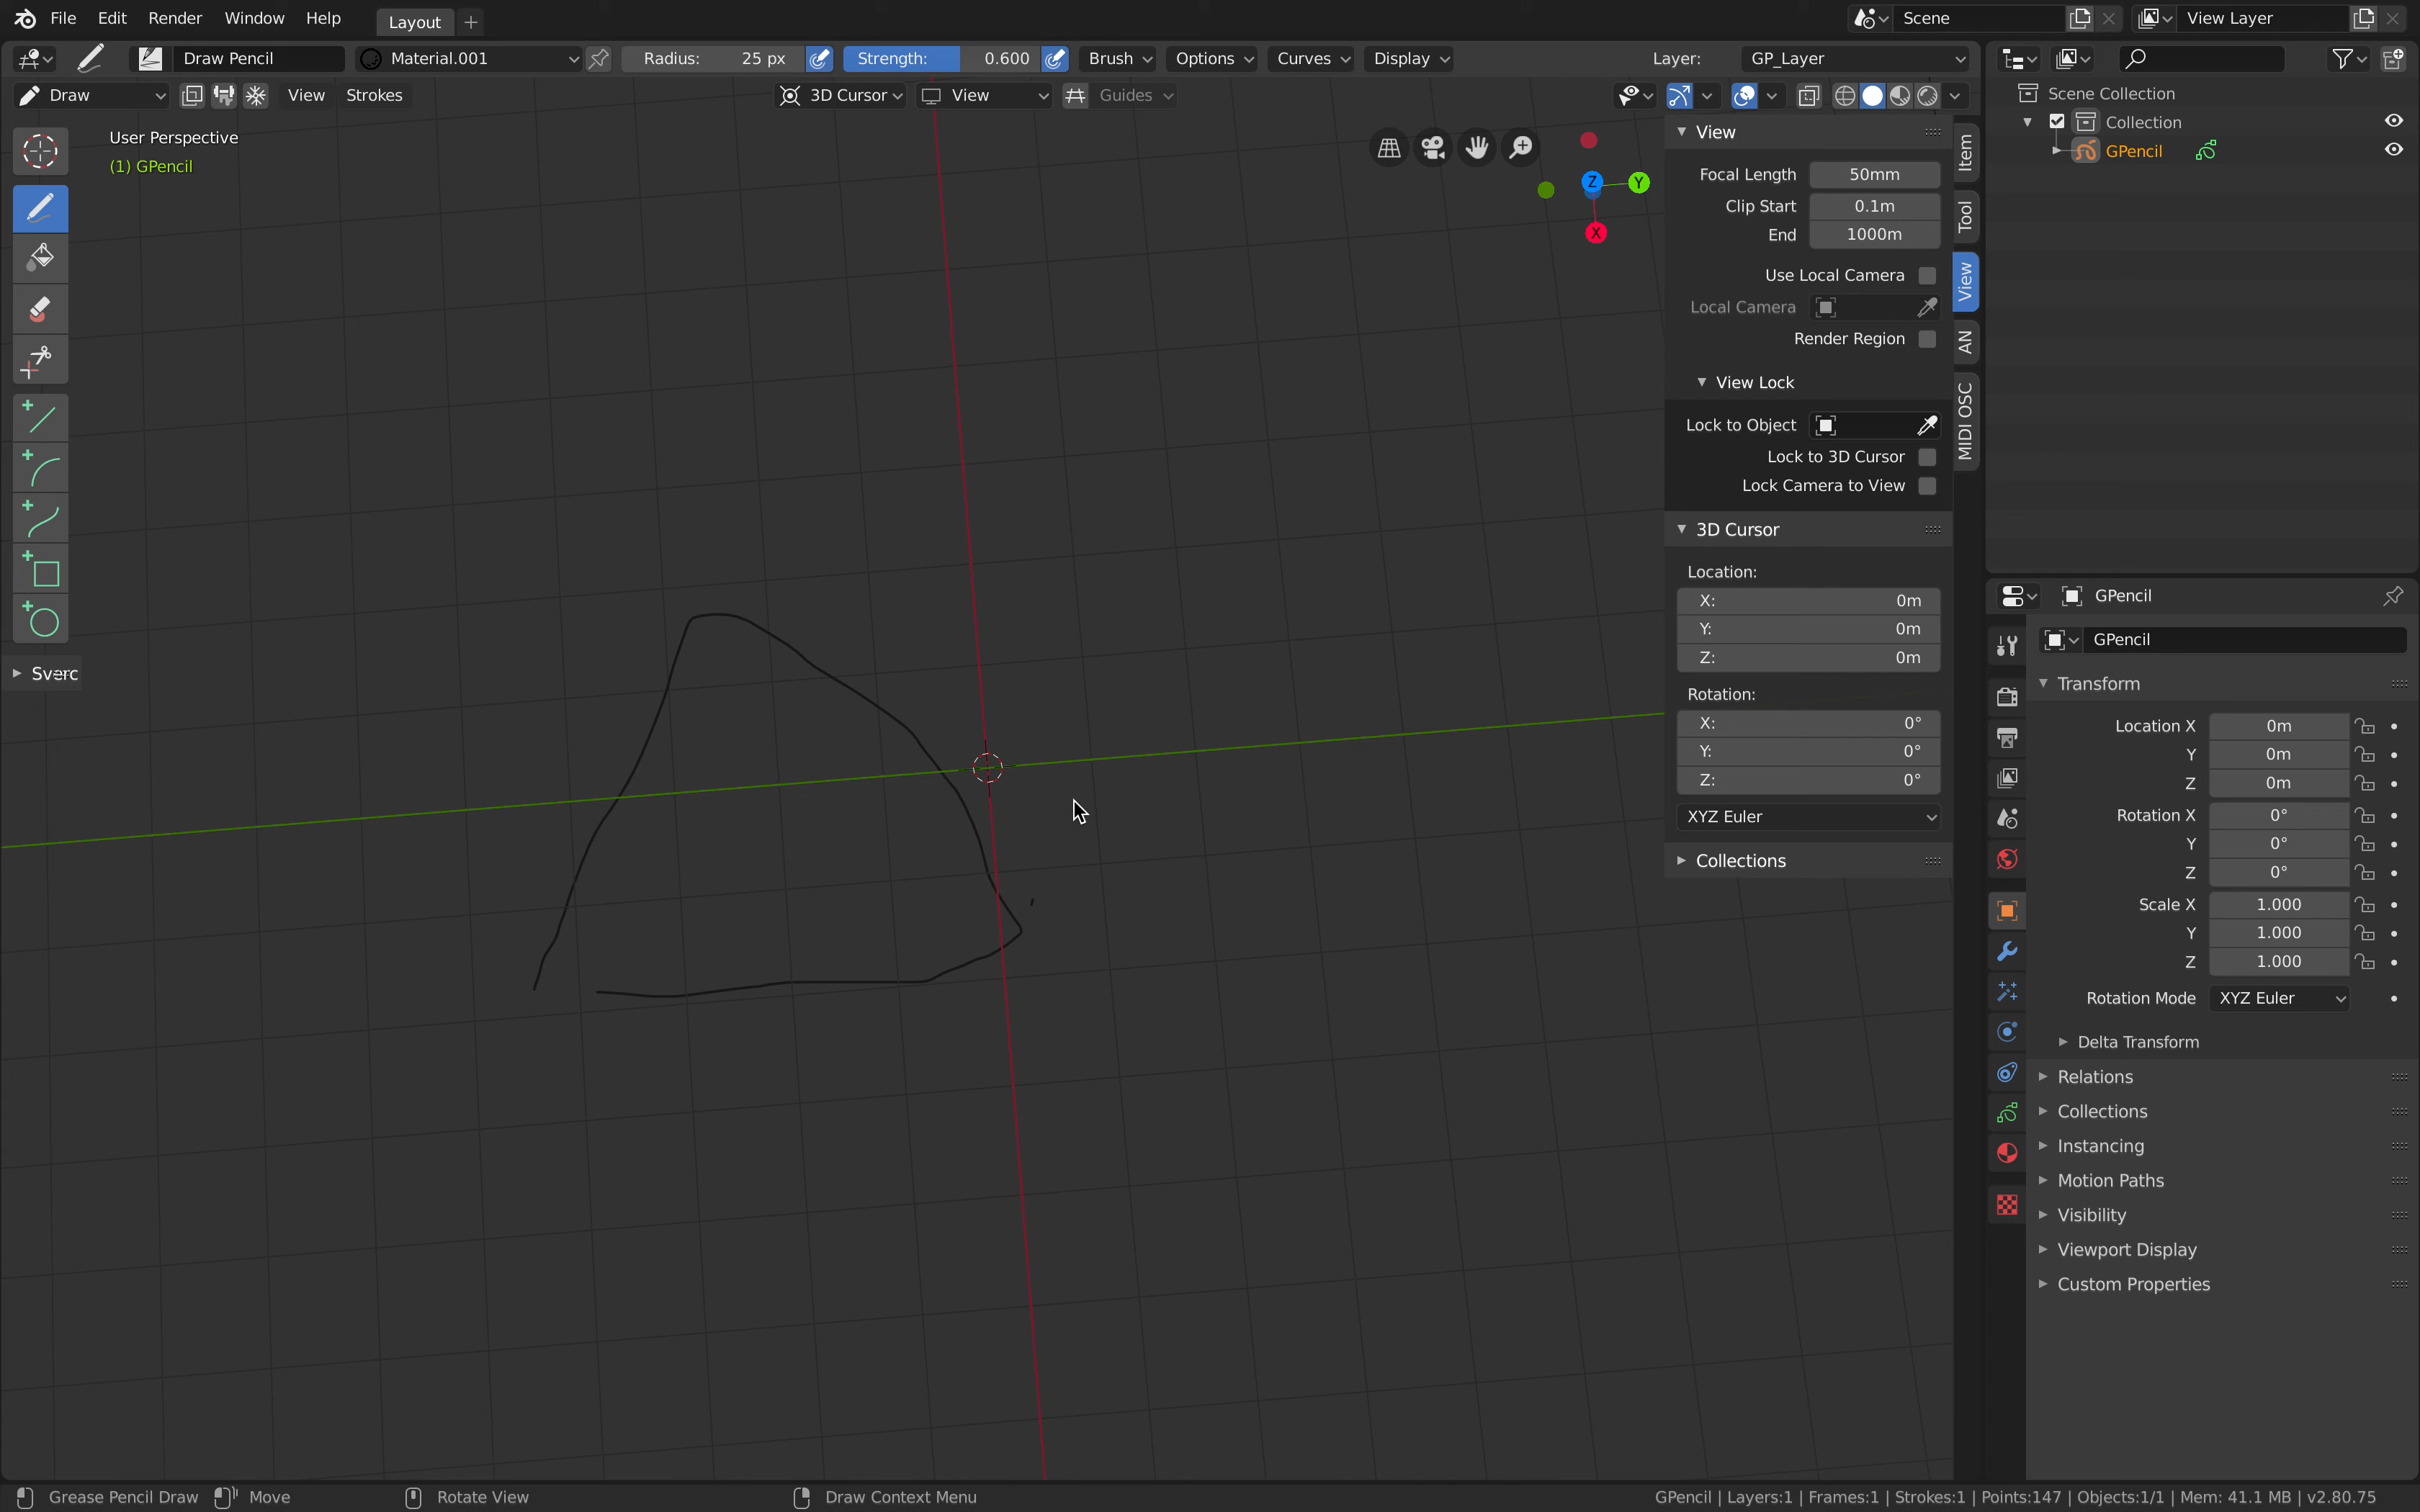 File Edit Render Window Help Layout Scene View Layer
Draw Pencil Material.001 Radius: 25 px Strength: 0.600 Brush Options Curves Display Layer: GP_Layer
Draw View Strokes 3D Cursor View Guides
User Perspective
(1) GPencil
X
Y
Z
View
Focal Length 50mm
Clip Start 0.1m
End 1000m
Use Local Camera
Local Camera
Render Region
View Lock
Lock to Object
Lock to 3D Cursor
Lock Camera to View
3D Cursor
Location:
X: 0m
Y: 0m
Z: 0m
Rotation:
X: 0°
Y: 0°
Z: 0°
XYZ Euler
Collections
Item
Tool
View
AN
MIDI OSC
Scene Collection
Collection
GPencil
GPencil
GPencil
Transform
Location X 0m
Y 0m
Z 0m
Rotation X 0°
Y 0°
Z 0°
Scale X 1.000
Y 1.000
Z 1.000
Rotation Mode XYZ Euler
Delta Transform
Relations
Collections
Instancing
Motion Paths
Visibility
Viewport Display
Custom Properties
Grease Pencil Draw Move Rotate View Draw Context Menu GPencil | Layers:1 | Frames:1 | Strokes:1 | Points:147 | Objects:1/1 | Mem: 41.1 MB | v2.80.75